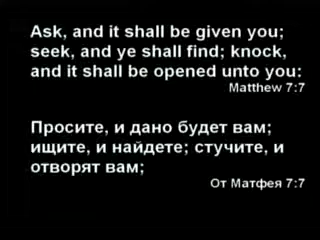 Ask, and it shall be given you;
seek, and ye shall find; knock,
and it shall be opened unto you:
Matthew 7:7
Просите, и дано будет вам;
ищите, и найдете; стучите, и
отворят вам;
От Матфея 7:7